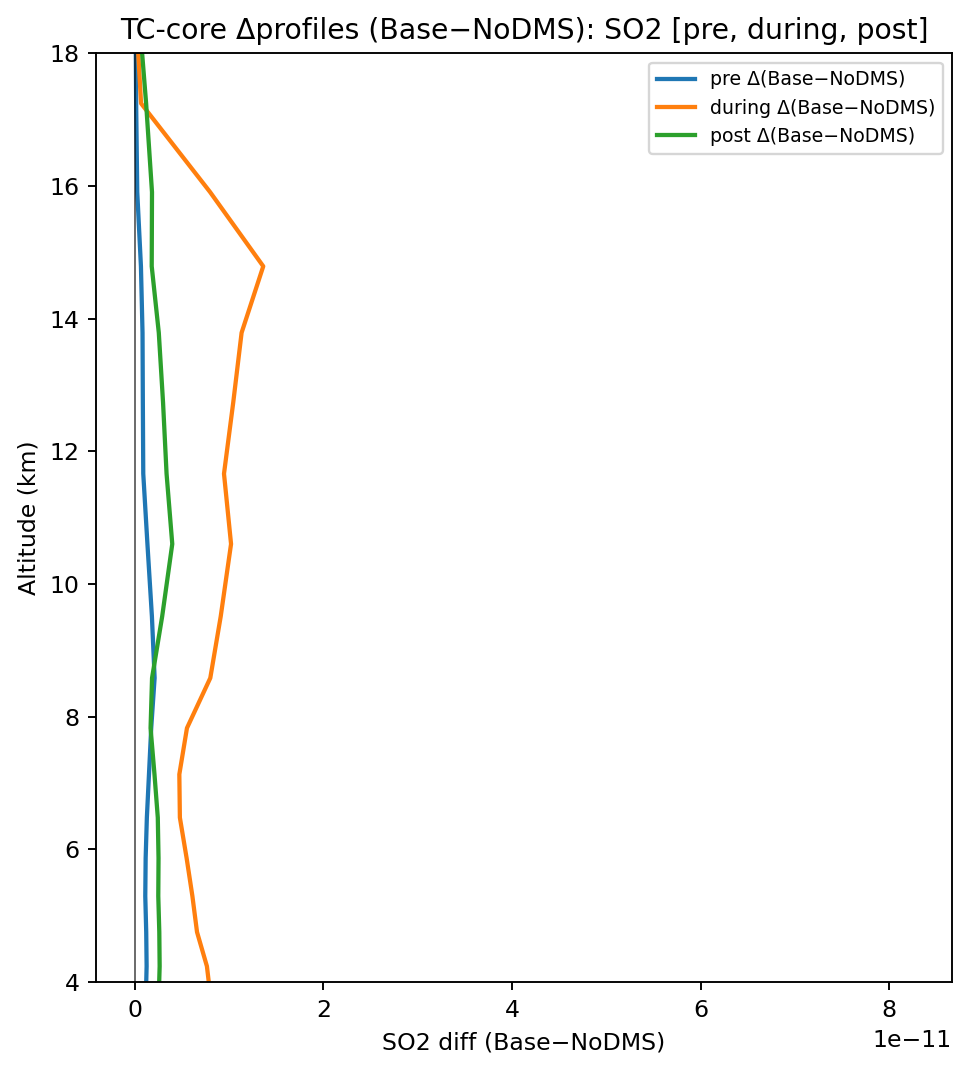 TC-core Δprofiles (Base−NoDMS): SO2 [pre, during, post]
pre Δ(Base−NoDMS)
during Δ(Base−NoDMS)
post Δ(Base−NoDMS)
18
16
14
12
10
8
6
4
Altitude (km)
0 2 4 6 8
1e−11
SO2 diff (Base−NoDMS)